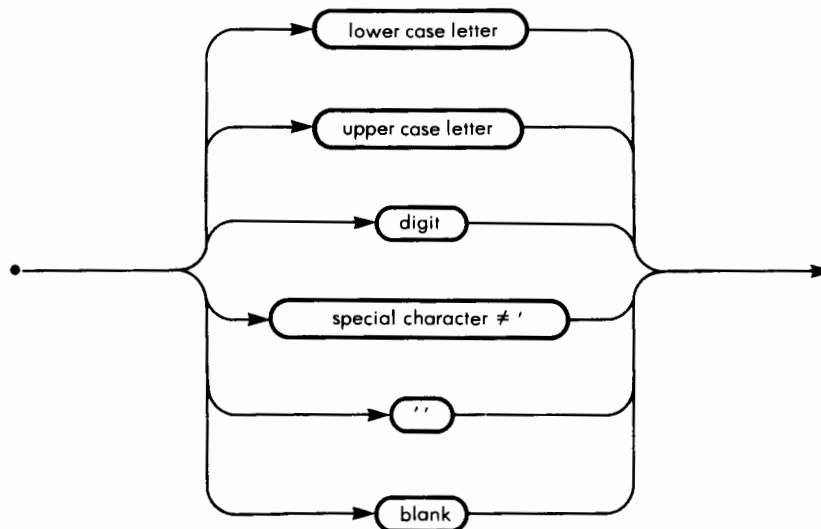 lower case letter
upper case letter
digit
special character ≠ '
' '
blank